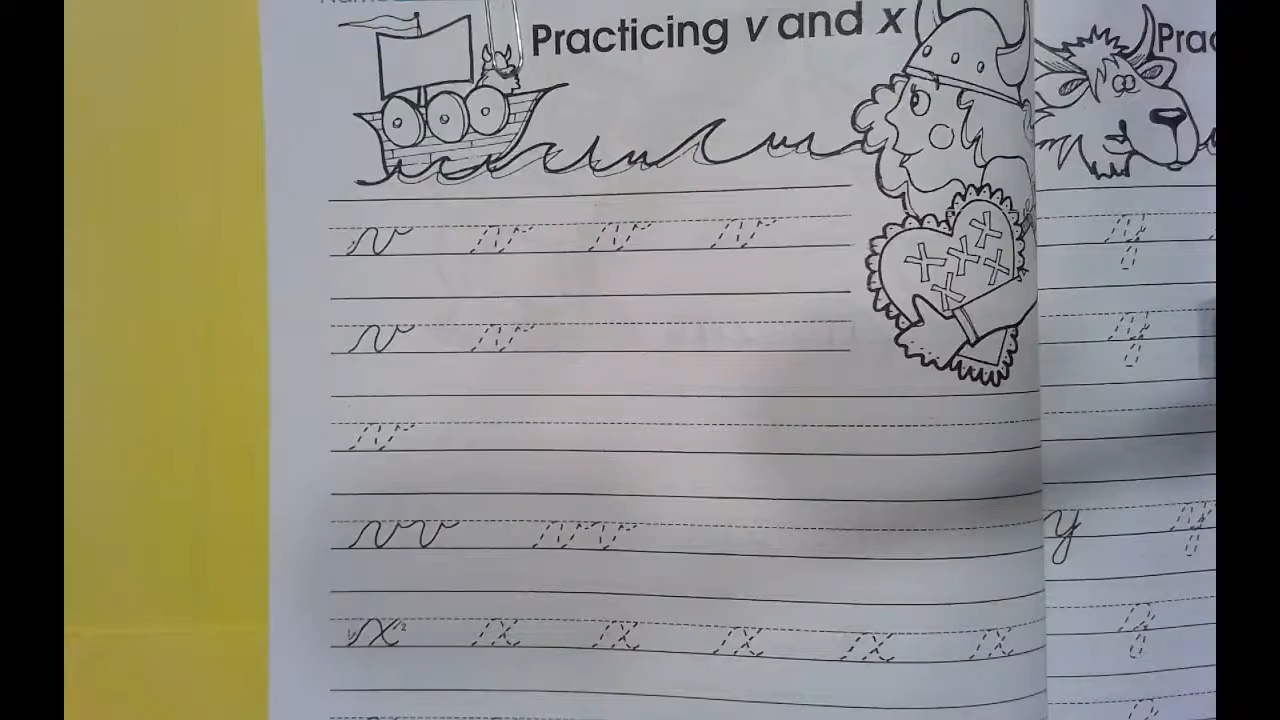 Practicing v and x
Prac
v v v v
v v
v
vv vv
x x x x x x
y
y
y y
y